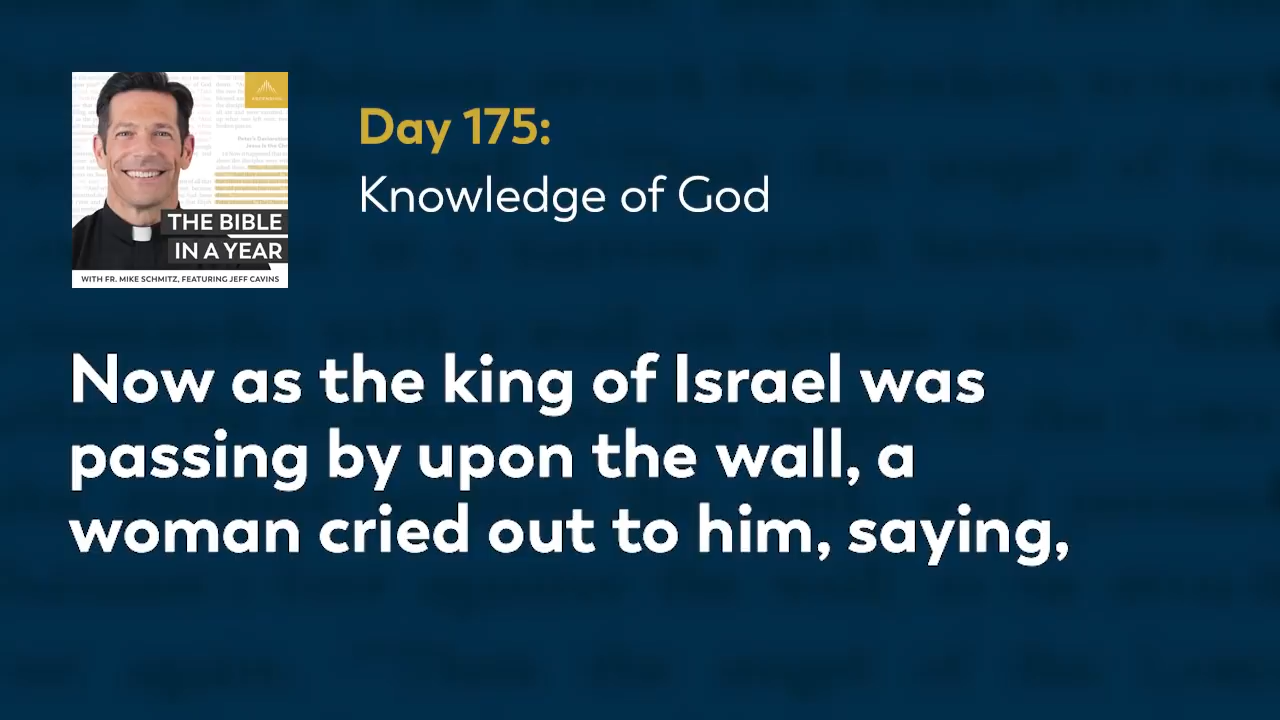 Day 175:
Knowledge of God
THE BIBLE
IN A YEAR
WITH FR. MIKE SCHMITZ, FEATURING JEFF CAVINS
Now as the king of Israel was
passing by upon the wall, a
woman cried out to him, saying,